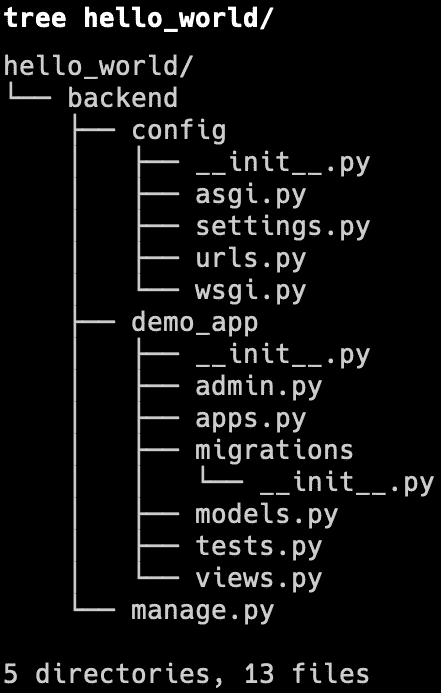 tree hello_world/
hello_world/
└── backend
    ├── config
    │   ├── __init__.py
    │   ├── asgi.py
    │   ├── settings.py
    │   ├── urls.py
    │   └── wsgi.py
    ├── demo_app
    │   ├── __init__.py
    │   ├── admin.py
    │   ├── apps.py
    │   ├── migrations
    │   │   └── __init__.py
    │   ├── models.py
    │   ├── tests.py
    │   └── views.py
    └── manage.py
5 directories, 13 files